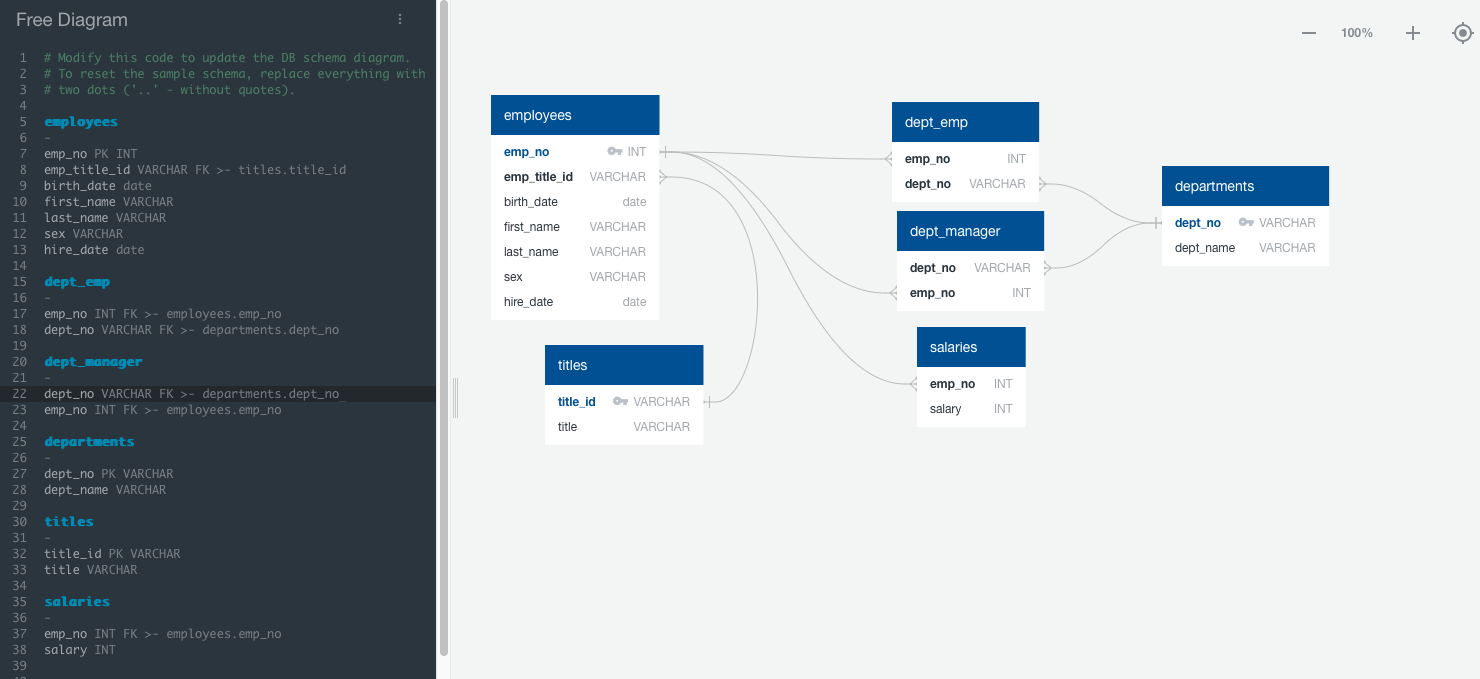 Free Diagram
1 # Modify this code to update the DB schema diagram.
2 # To reset the sample schema, replace everything with
3 # two dots ('..' - without quotes).
4
5 employees
6 -
7 emp_no PK INT
8 emp_title_id VARCHAR FK >- titles.title_id
9 birth_date date
10 first_name VARCHAR
11 last_name VARCHAR
12 sex VARCHAR
13 hire_date date
14
15 dept_emp
16 -
17 emp_no INT FK >- employees.emp_no
18 dept_no VARCHAR FK >- departments.dept_no
19
20 dept_manager
21 -
22 dept_no VARCHAR FK >- departments.dept_no_
23 emp_no INT FK >- employees.emp_no
24
25 departments
26 -
27 dept_no PK VARCHAR
28 dept_name VARCHAR
29
30 titles
31 -
32 title_id PK VARCHAR
33 title VARCHAR
34
35 salaries
36 -
37 emp_no INT FK >- employees.emp_no
38 salary INT
39
100%
employees
emp_no INT
emp_title_id VARCHAR
birth_date date
first_name VARCHAR
last_name VARCHAR
sex VARCHAR
hire_date date
titles
title_id VARCHAR
title VARCHAR
dept_emp
emp_no INT
dept_no VARCHAR
dept_manager
dept_no VARCHAR
emp_no INT
salaries
emp_no INT
salary INT
departments
dept_no VARCHAR
dept_name VARCHAR